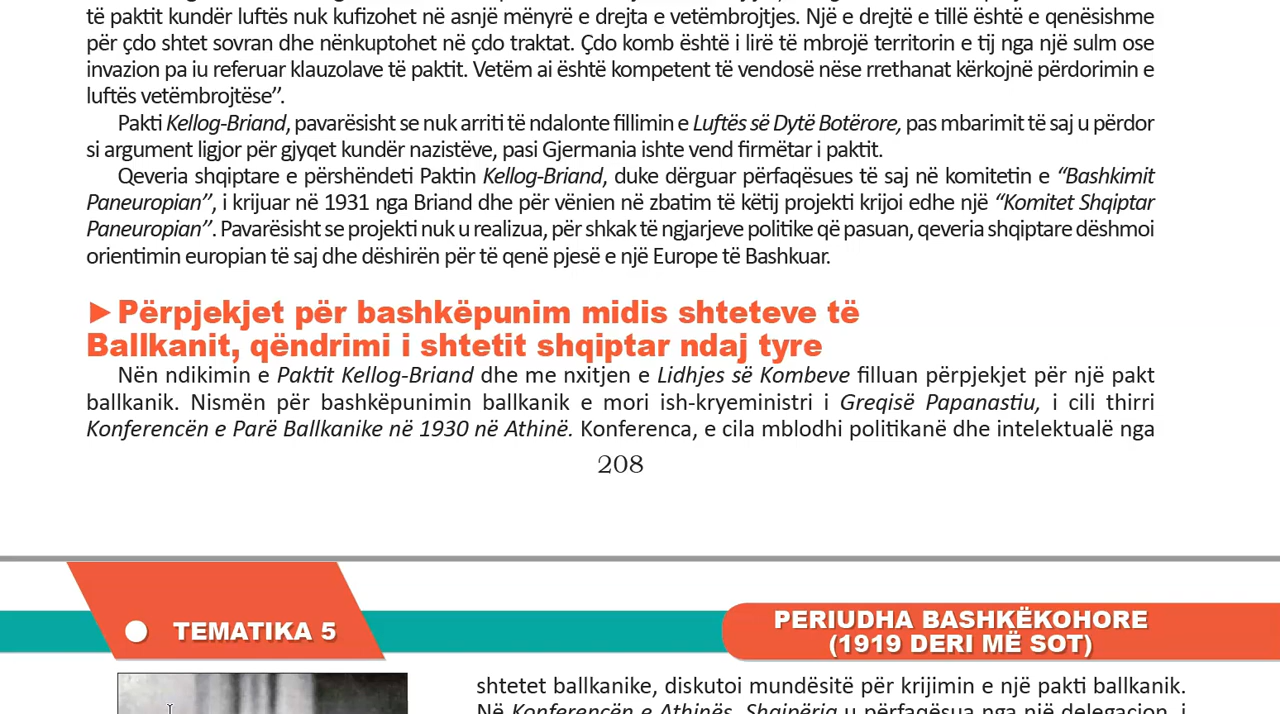 të paktit kundër luftës nuk kufizohet në asnjë mënyrë e drejta e vetëmbrojtjes. Një e drejtë e tillë është e qenësishme
për çdo shtet sovran dhe nënkuptohet në çdo traktat. Çdo komb është i lirë të mbrojë territorin e tij nga një sulm ose
invazion pa iu referuar klauzolave të paktit. Vetëm ai është kompetent të vendosë nëse rrethanat kërkojnë përdorimin e
luftës vetëmbrojtëse”.
Pakti Kellog-Briand, pavarësisht se nuk arriti të ndalonte fillimin e Luftës së Dytë Botërore, pas mbarimit të saj u përdor
si argument ligjor për gjyqet kundër nazistëve, pasi Gjermania ishte vend firmëtar i paktit.
Qeveria shqiptare e përshëndeti Paktin Kellog-Briand, duke dërguar përfaqësues të saj në komitetin e “Bashkimit
Paneuropian”, i krijuar në 1931 nga Briand dhe për vënien në zbatim të këtij projekti krijoi edhe një “Komitet Shqiptar
Paneuropian”. Pavarësisht se projekti nuk u realizua, për shkak të ngjarjeve politike që pasuan, qeveria shqiptare dëshmoi
orientimin europian të saj dhe dëshirën për të qenë pjesë e një Europe të Bashkuar.
►Përpjekjet për bashkëpunim midis shteteve të
Ballkanit, qëndrimi i shtetit shqiptar ndaj tyre
Nën ndikimin e Paktit Kellog-Briand dhe me nxitjen e Lidhjes së Kombeve filluan përpjekjet për një pakt
ballkanik. Nismën për bashkëpunimin ballkanik e mori ish-kryeministri i Greqisë Papanastiu, i cili thirri
Konferencën e Parë Ballkanike në 1930 në Athinë. Konferenca, e cila mblodhi politikanë dhe intelektualë nga
208
TEMATIKA 5
PERIUDHA BASHKËKOHORE
(1919 DERI MË SOT)
shtetet ballkanike, diskutoi mundësitë për krijimin e një pakti ballkanik.
Në Konferencën e Athinës, Shqipëria u përfaqësua nga një delegacion, i